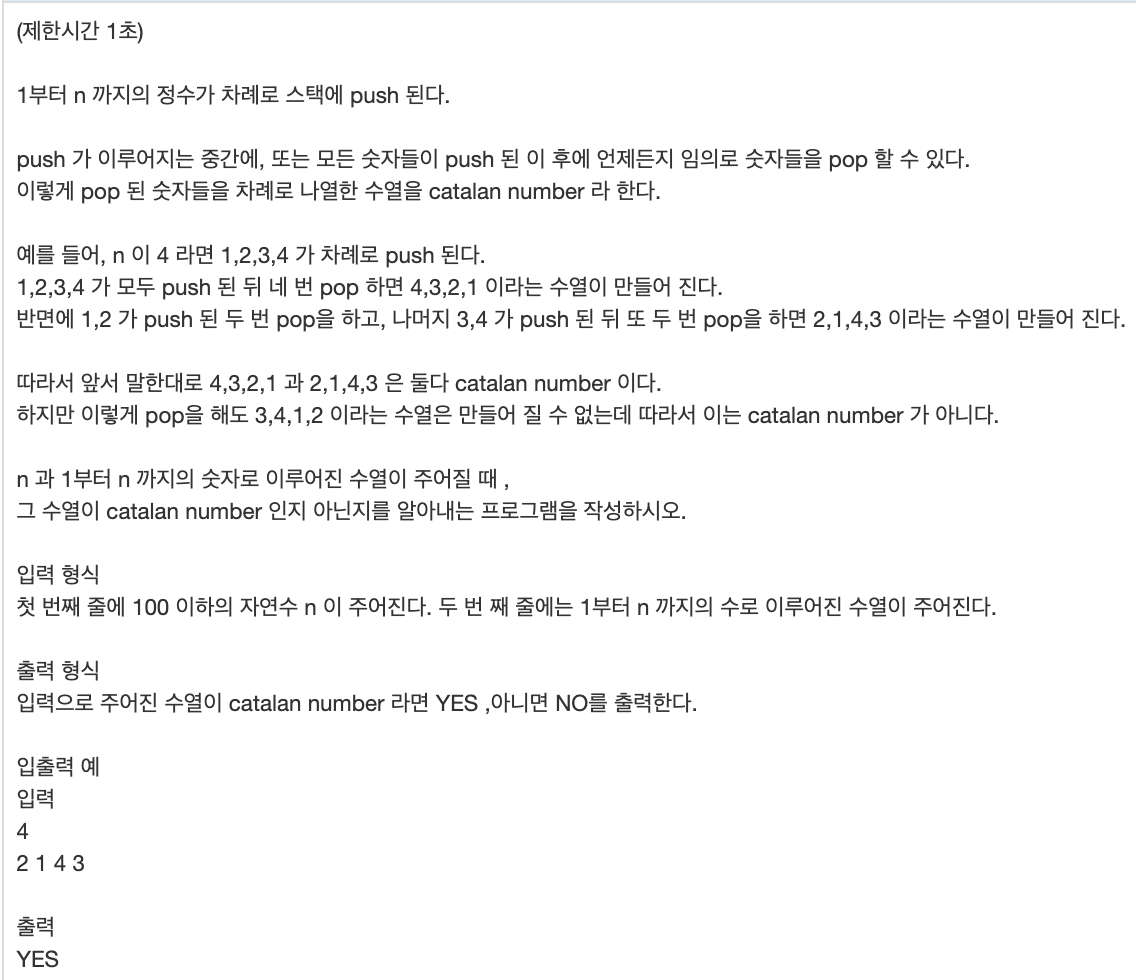 (제한시간 1초)
1부터 n 까지의 정수가 차례로 스택에 push 된다.
push 가 이루어지는 중간에, 또는 모든 숫자들이 push 된 이 후에 언제든지 임의로 숫자들을 pop 할 수 있다.
이렇게 pop 된 숫자들을 차례로 나열한 수열을 catalan number 라 한다.
예를 들어, n 이 4 라면 1,2,3,4 가 차례로 push 된다.
1,2,3,4 가 모두 push 된 뒤 네 번 pop 하면 4,3,2,1 이라는 수열이 만들어 진다.
반면에 1,2 가 push 된 두 번 pop을 하고, 나머지 3,4 가 push 된 뒤 또 두 번 pop을 하면 2,1,4,3 이라는 수열이 만들어 진다.
따라서 앞서 말한대로 4,3,2,1 과 2,1,4,3 은 둘다 catalan number 이다.
하지만 이렇게 pop을 해도 3,4,1,2 이라는 수열은 만들어 질 수 없는데 따라서 이는 catalan number 가 아니다.
n 과 1부터 n 까지의 숫자로 이루어진 수열이 주어질 때 ,
그 수열이 catalan number 인지 아닌지를 알아내는 프로그램을 작성하시오.
입력 형식
첫 번째 줄에 100 이하의 자연수 n 이 주어진다. 두 번 째 줄에는 1부터 n 까지의 수로 이루어진 수열이 주어진다.
출력 형식
입력으로 주어진 수열이 catalan number 라면 YES ,아니면 NO를 출력한다.
입출력 예
입력
4
2 1 4 3
출력
YES